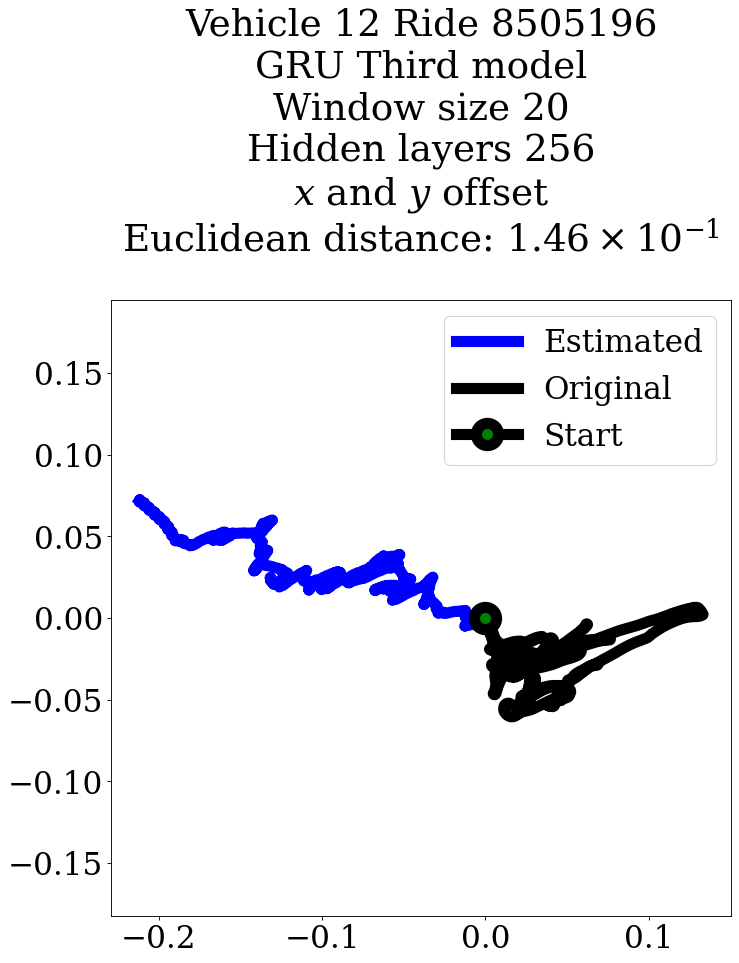 Vehicle 12 Ride 8505196
GRU Third model
Window size 20
Hidden layers 256
x and y offset
Euclidean distance: 1.46 × 10⁻¹
Estimated
Original
Start
0.15
0.10
0.05
0.00
−0.05
−0.10
−0.15
−0.2 −0.1 0.0 0.1